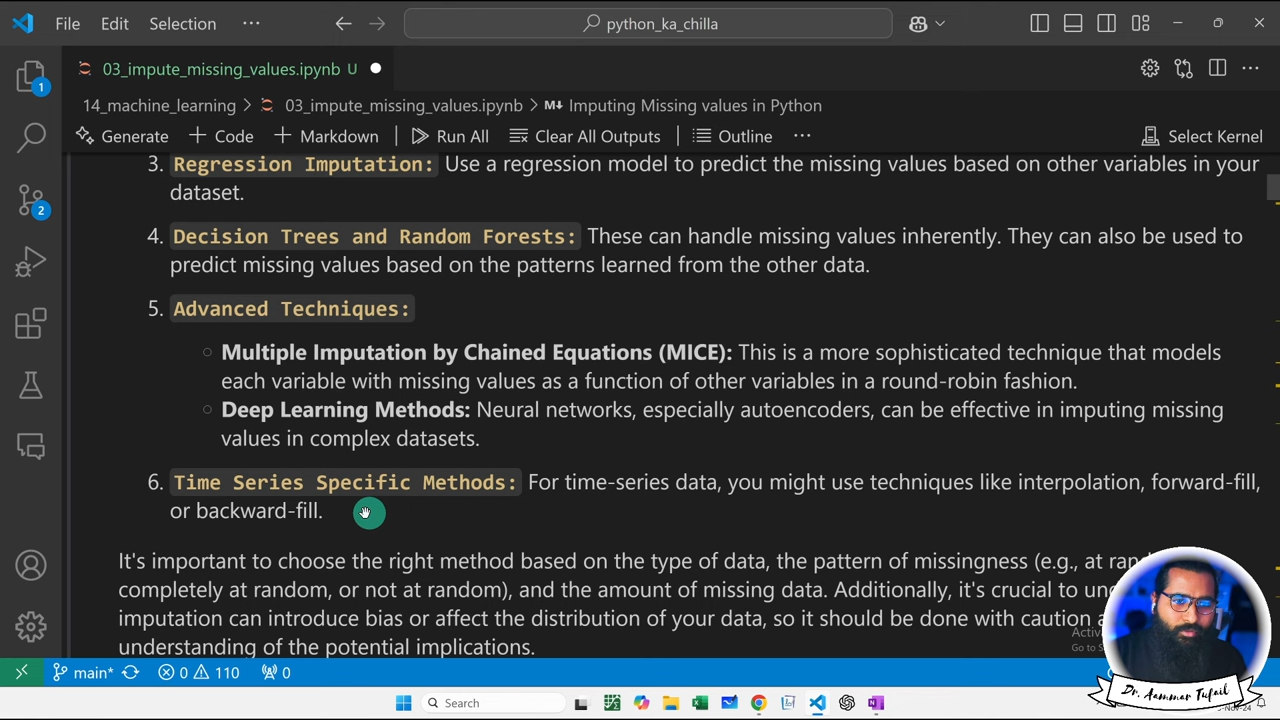 File Edit Selection ··· python_ka_chilla
03_impute_missing_values.ipynb U
14_machine_learning > 03_impute_missing_values.ipynb > Imputing Missing values in Python
Generate + Code + Markdown Run All Clear All Outputs Outline ··· Select Kernel
3. Regression Imputation: Use a regression model to predict the missing values based on other variables in your
dataset.
4. Decision Trees and Random Forests: These can handle missing values inherently. They can also be used to
predict missing values based on the patterns learned from the other data.
5. Advanced Techniques:
Multiple Imputation by Chained Equations (MICE): This is a more sophisticated technique that models
each variable with missing values as a function of other variables in a round-robin fashion.
Deep Learning Methods: Neural networks, especially autoencoders, can be effective in imputing missing
values in complex datasets.
6. Time Series Specific Methods: For time-series data, you might use techniques like interpolation, forward-fill,
or backward-fill.
It's important to choose the right method based on the type of data, the pattern of missingness (e.g., at
completely at random, or not at random), and the amount of missing data. Additionally, it's crucial to
imputation can introduce bias or affect the distribution of your data, so it should be done with caution
understanding of the potential implications.
1
2
main* 0 110 0
Search
Dr. Aammar Tufail